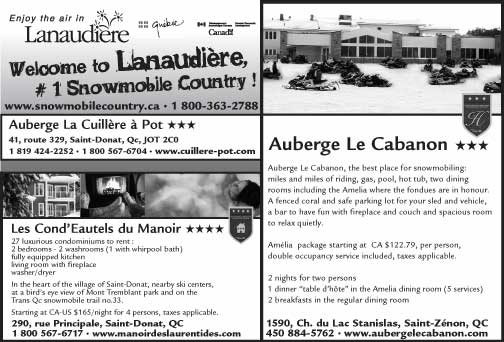 Enjoy the air in
Lanaudière
Québec
Canada
Welcome to Lanaudière,
# 1 Snowmobile Country !
www.snowmobilecountry.ca • 1 800-363-2788
Auberge La Cuillère à Pot ★★★
41, route 329, Saint-Donat, Qc, JOT 2C0
1 819 424-2252 • 1 800 567-6704 • www.cuillere-pot.com
Les Cond'Eautels du Manoir ★★★★
27 luxurious condominiums to rent :
2 bedrooms - 2 washrooms (1 with whirpool bath)
fully equipped kitchen
living room with fireplace
washer/dryer
In the heart of the village of Saint-Donat, nearby ski centers,
at a bird's eye view of Mont Tremblant park and on the
Trans Qc snowmobile trail no.33.
Starting at CA-US $165/night for 4 persons, taxes applicable.
290, rue Principale, Saint-Donat, QC
1 800 567-6717 • www.manoirdeslaurentides.com
H
Auberge Le Cabanon ★★★
Auberge Le Cabanon, the best place for snowmobiling:
miles and miles of riding, gas, pool, hot tub, two dining
rooms including the Amelia where the fondues are in honour.
A fenced coral and safe parking lot for your sled and vehicle,
a bar to have fun with fireplace and couch and spacious room
to relax quietly.
Amélia package starting at CA $122.79, per person,
double occupancy service included, taxes applicable.
2 nights for two persons
1 dinner "table d'hôte" in the Amelia dining room (5 services)
2 breakfasts in the regular dining room
1590, Ch. du Lac Stanislas, Saint-Zénon, QC
450 884-5762 • www.aubergelecabanon.com